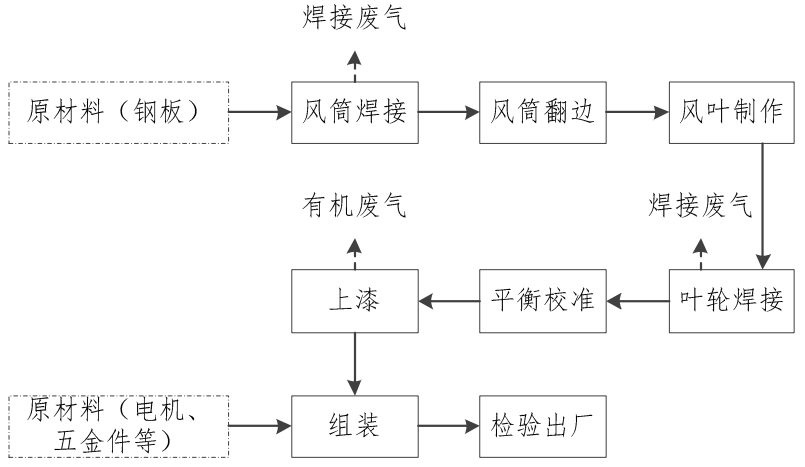 焊接废气
原材料（钢板）
风筒焊接
风筒翻边
风叶制作
有机废气
焊接废气
上漆
平衡校准
叶轮焊接
原材料（电机、
五金件等）
组装
检验出厂